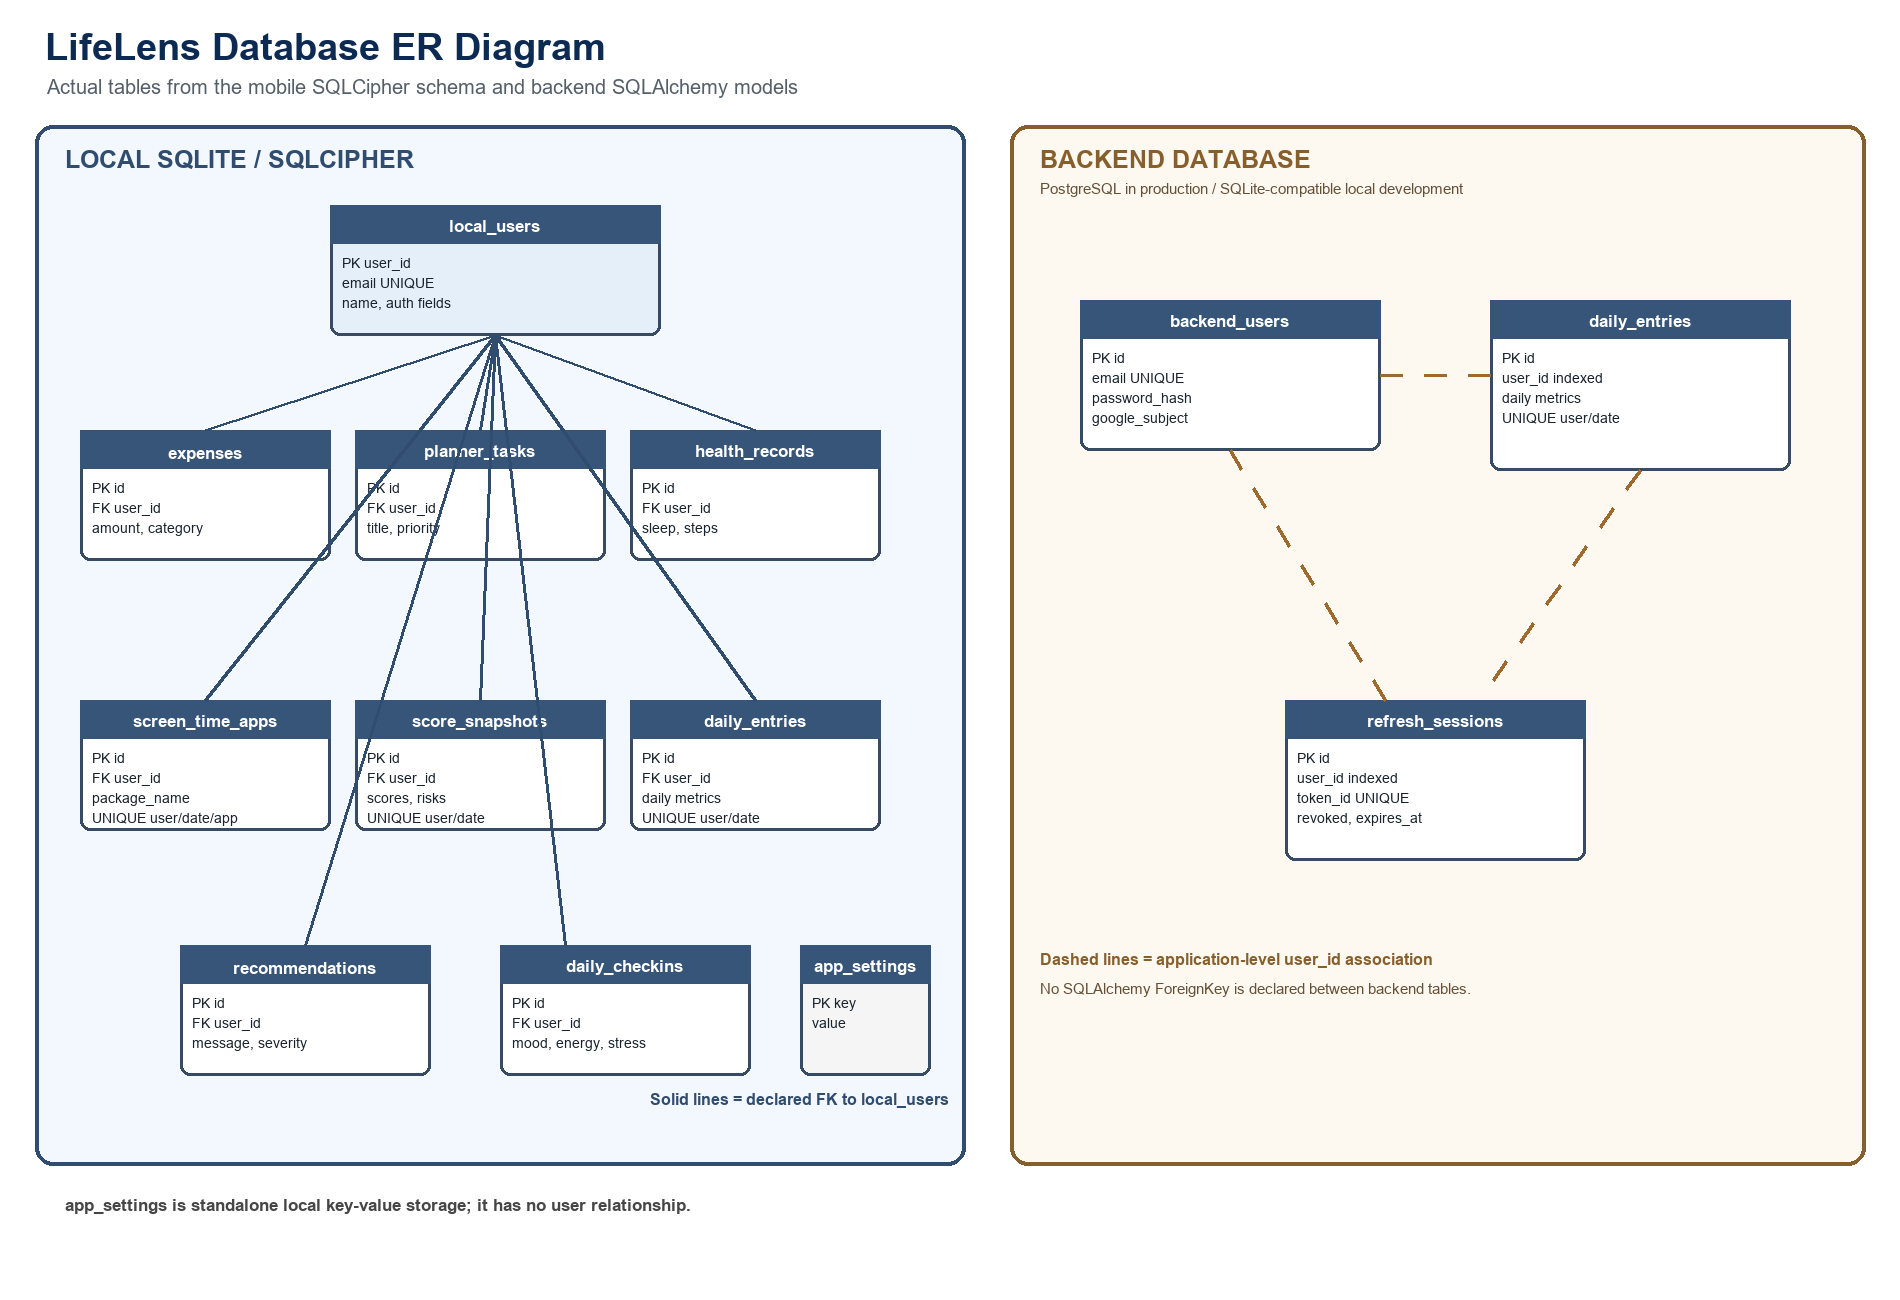 LifeLens Database ER Diagram
Actual tables from the mobile SQLCipher schema and backend SQLAlchemy models
LOCAL SQLITE / SQLCIPHER
local_users
PK user_id
email UNIQUE
name, auth fields
expenses
PK id
FK user_id
amount, category
planner_tasks
PK id
FK user_id
title, priority
health_records
PK id
FK user_id
sleep, steps
screen_time_apps
PK id
FK user_id
package_name
UNIQUE user/date/app
score_snapshots
PK id
FK user_id
scores, risks
UNIQUE user/date
daily_entries
PK id
FK user_id
daily metrics
UNIQUE user/date
recommendations
PK id
FK user_id
message, severity
daily_checkins
PK id
FK user_id
mood, energy, stress
app_settings
PK key
value
Solid lines = declared FK to local_users
BACKEND DATABASE
PostgreSQL in production / SQLite-compatible local development
backend_users
PK id
email UNIQUE
password_hash
google_subject
daily_entries
PK id
user_id indexed
daily metrics
UNIQUE user/date
refresh_sessions
PK id
user_id indexed
token_id UNIQUE
revoked, expires_at
Dashed lines = application-level user_id association
No SQLAlchemy ForeignKey is declared between backend tables.
app_settings is standalone local key-value storage; it has no user relationship.